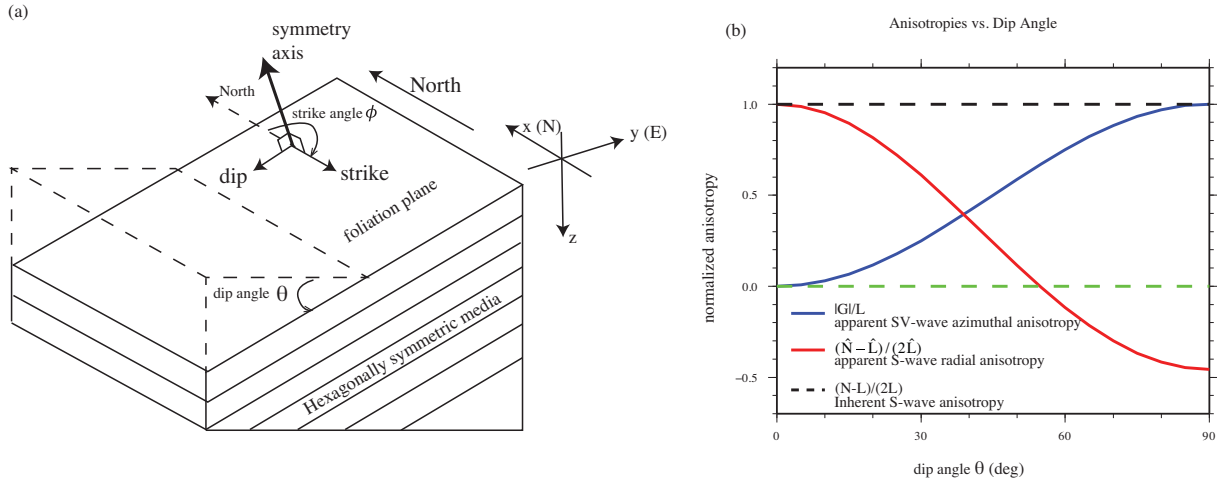 (a)
symmetry
axis
North
North
strike angle ϕ
x (N)
y (E)
z
dip
strike
foliation plane
dip angle θ
Hexagonally symmetric media
(b)
Anisotropies vs. Dip Angle
normalized anisotropy
1.0
0.5
0.0
−0.5
|G|/L
apparent SV-wave azimuthal anisotropy
(N̂ – L̂) / (2L̂)
apparent S-wave radial anisotropy
(N-L)/(2L)
Inherent S-wave anisotropy
0
30
60
90
dip angle θ (deg)